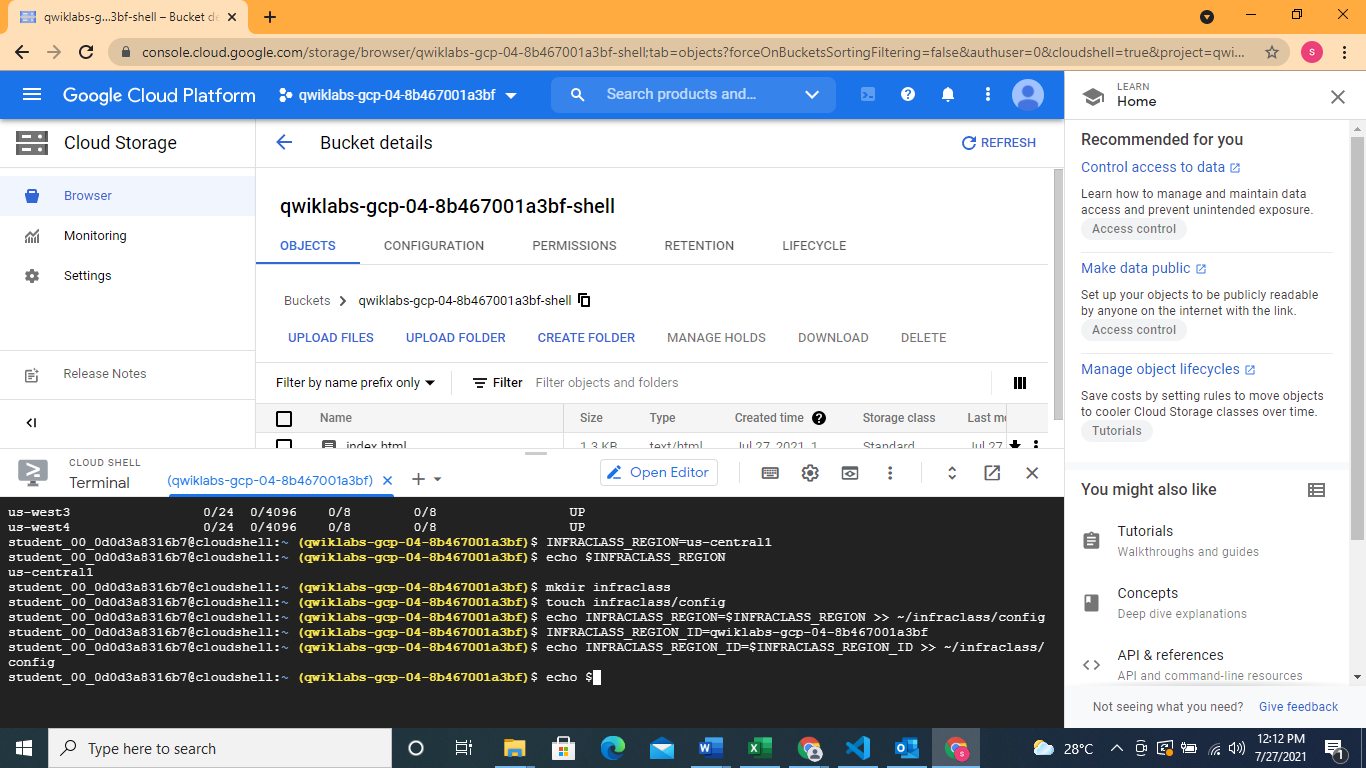 qwiklabs-g...3bf-shell – Bucket de
console.cloud.google.com/storage/browser/qwiklabs-gcp-04-8b467001a3bf-shell;tab=objects?forceOnBucketsSortingFiltering=false&authuser=0&cloudshell=true&project=qwi...
s
Google Cloud Platform
qwiklabs-gcp-04-8b467001a3bf
Search products and...
LEARN
Home
Cloud Storage
Bucket details
REFRESH
Browser
Monitoring
Settings
Release Notes
qwiklabs-gcp-04-8b467001a3bf-shell
OBJECTS CONFIGURATION PERMISSIONS RETENTION LIFECYCLE
Buckets > qwiklabs-gcp-04-8b467001a3bf-shell
UPLOAD FILES UPLOAD FOLDER CREATE FOLDER MANAGE HOLDS DOWNLOAD DELETE
Filter by name prefix only Filter Filter objects and folders
Name Size Type Created time Storage class Last mo
index.html 1.3 KB text/html Jul 27, 2021, 1 Standard Jul 27
Recommended for you
Control access to data
Learn how to manage and maintain data
access and prevent unintended exposure.
Access control
Make data public
Set up your objects to be publicly readable
by anyone on the internet with the link.
Access control
Manage object lifecycles
Save costs by setting rules to move objects
to cooler Cloud Storage classes over time.
Tutorials
You might also like
Tutorials
Walkthroughs and guides
Concepts
Deep dive explanations
API & references
API and command-line resources
Not seeing what you need? Give feedback
CLOUD SHELL
Terminal
(qwiklabs-gcp-04-8b467001a3bf)
Open Editor
us-west3 0/24 0/4096 0/8 0/8 UP
us-west4 0/24 0/4096 0/8 0/8 UP
student_00_0d0d3a8316b7@cloudshell:~ (qwiklabs-gcp-04-8b467001a3bf)$ INFRACLASS_REGION=us-central1
student_00_0d0d3a8316b7@cloudshell:~ (qwiklabs-gcp-04-8b467001a3bf)$ echo $INFRACLASS_REGION
us-central1
student_00_0d0d3a8316b7@cloudshell:~ (qwiklabs-gcp-04-8b467001a3bf)$ mkdir infraclass
student_00_0d0d3a8316b7@cloudshell:~ (qwiklabs-gcp-04-8b467001a3bf)$ touch infraclass/config
student_00_0d0d3a8316b7@cloudshell:~ (qwiklabs-gcp-04-8b467001a3bf)$ echo INFRACLASS_REGION=$INFRACLASS_REGION >> ~/infraclass/config
student_00_0d0d3a8316b7@cloudshell:~ (qwiklabs-gcp-04-8b467001a3bf)$ INFRACLASS_REGION_ID=qwiklabs-gcp-04-8b467001a3bf
student_00_0d0d3a8316b7@cloudshell:~ (qwiklabs-gcp-04-8b467001a3bf)$ echo INFRACLASS_REGION_ID=$INFRACLASS_REGION_ID >> ~/infraclass/
config
student_00_0d0d3a8316b7@cloudshell:~ (qwiklabs-gcp-04-8b467001a3bf)$ echo $
Type here to search
28°C
12:12 PM
7/27/2021
1